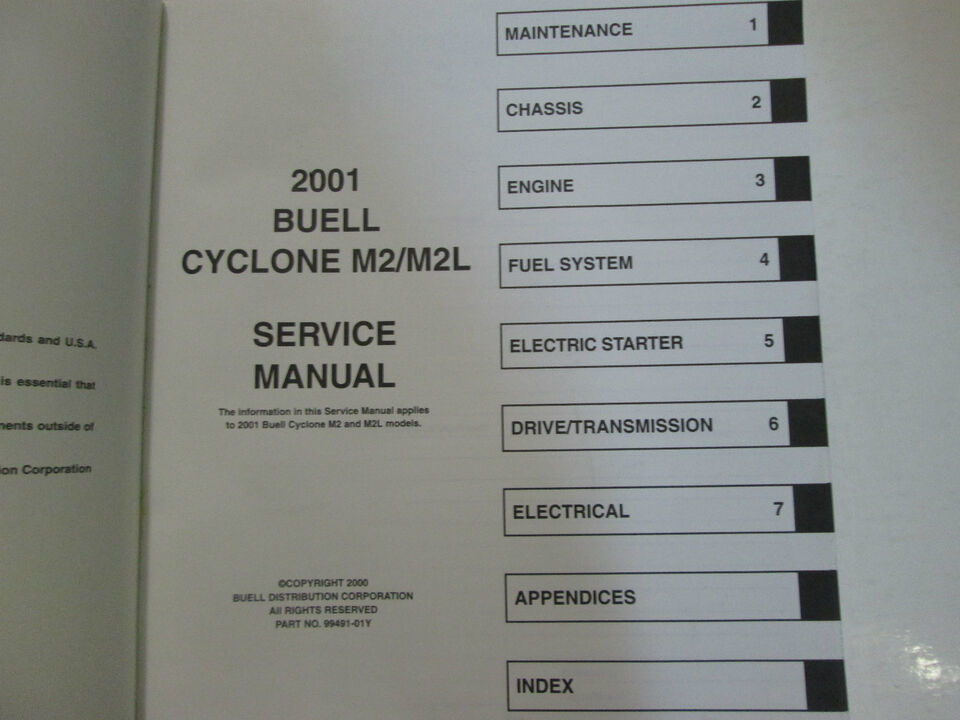 dards and U.S.A.
is essential that
ments outside of
ion Corporation
2001
BUELL
CYCLONE M2/M2L
SERVICE
MANUAL
The information in this Service Manual applies
to 2001 Buell Cyclone M2 and M2L models.
©COPYRIGHT 2000
BUELL DISTRIBUTION CORPORATION
All RIGHTS RESERVED
PART NO. 99491-01Y
MAINTENANCE 1
CHASSIS 2
ENGINE 3
FUEL SYSTEM 4
ELECTRIC STARTER 5
DRIVE/TRANSMISSION 6
ELECTRICAL 7
APPENDICES
INDEX